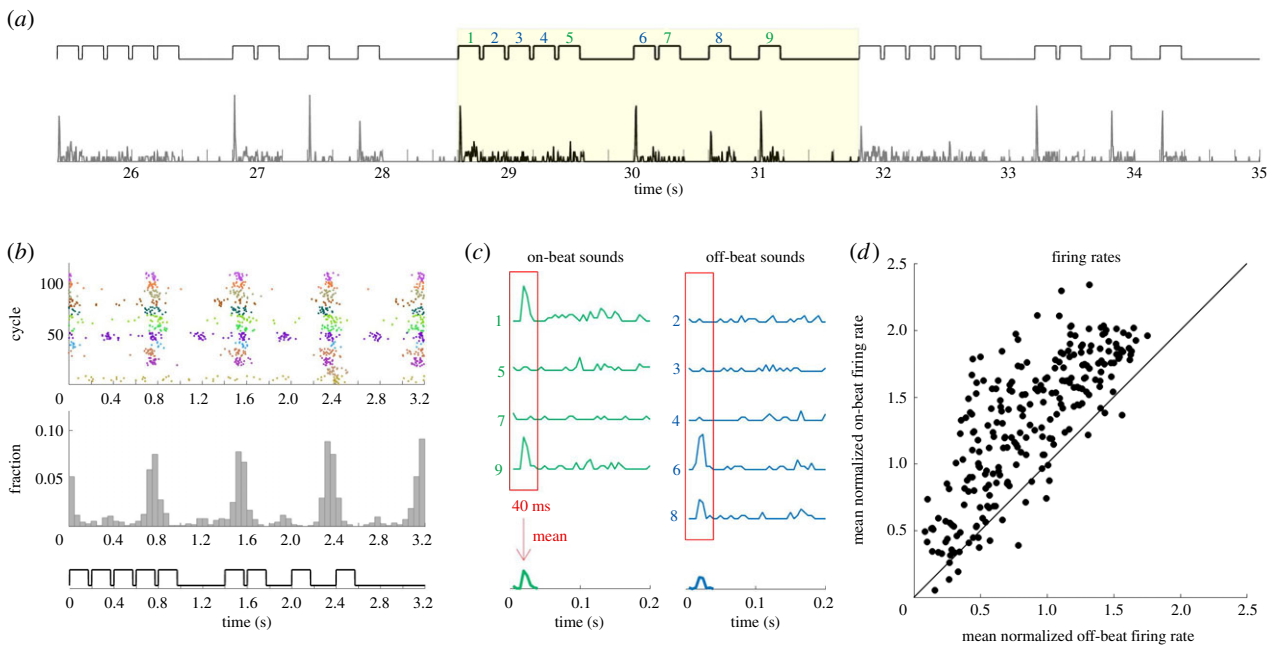 (a)
1 2 3 4 5 6 7 8 9
26 27 28 29 30 31 32 33 34 35
time (s)
(b)
100
50
cycle
0 0.4 0.8 1.2 1.6 2.0 2.4 2.8 3.2
0.10
0.05
fraction
0 0.4 0.8 1.2 1.6 2.0 2.4 2.8 3.2
0 0.4 0.8 1.2 1.6 2.0 2.4 2.8 3.2
time (s)
(c)
on-beat sounds
off-beat sounds
1
5
7
9
2
3
4
6
8
40 ms
mean
0 0.2
time (s)
0 0.2
time (s)
(d)
firing rates
2.5
2.0
1.5
1.0
0.5
mean normalized on-beat firing rate
0 0.5 1.0 1.5 2.0 2.5
mean normalized off-beat firing rate